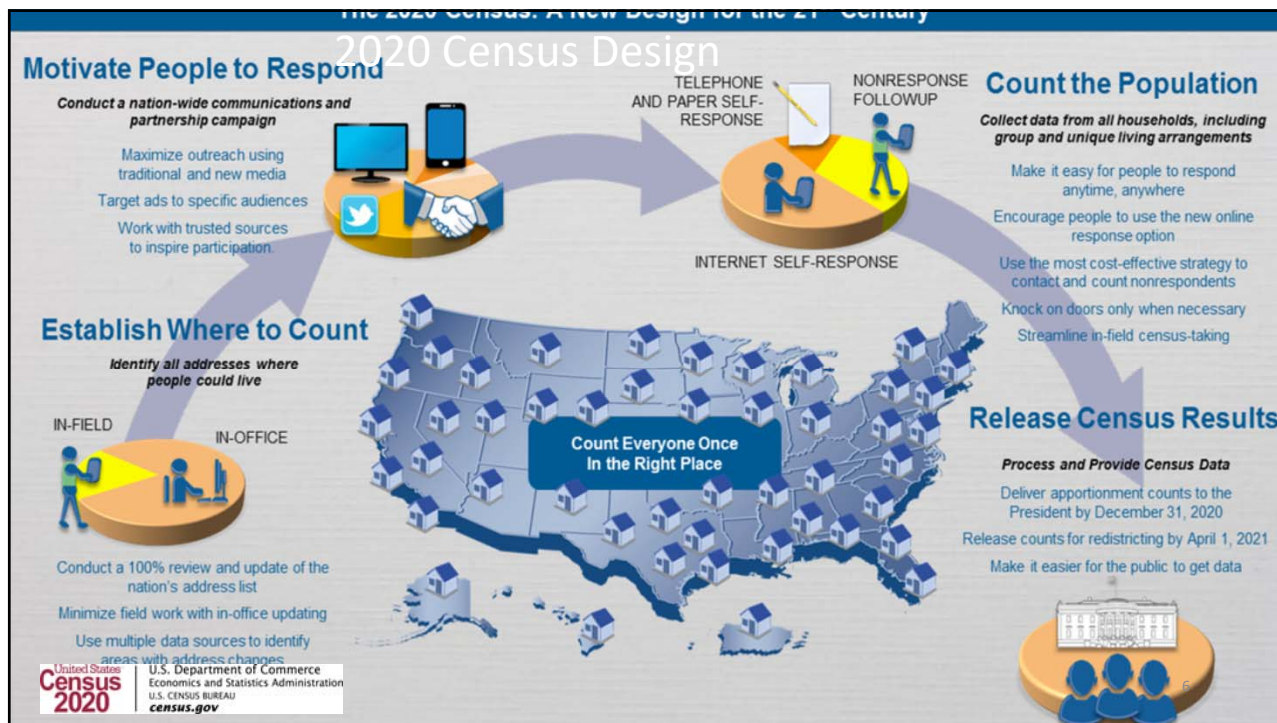 The 2020 Census: A New Design for the 21st Century
2020 Census Design
Motivate People to Respond
Conduct a nation-wide communications and
partnership campaign
Maximize outreach using
traditional and new media
Target ads to specific audiences
Work with trusted sources
to inspire participation.
TELEPHONE
AND PAPER SELF-
RESPONSE
NONRESPONSE
FOLLOWUP
INTERNET SELF-RESPONSE
Count the Population
Collect data from all households, including
group and unique living arrangements
Make it easy for people to respond
anytime, anywhere
Encourage people to use the new online
response option
Use the most cost-effective strategy to
contact and count nonrespondents
Knock on doors only when necessary
Streamline in-field census-taking
Establish Where to Count
Identify all addresses where
people could live
IN-FIELD
IN-OFFICE
Conduct a 100% review and update of the
nation's address list
Minimize field work with in-office updating
Use multiple data sources to identify
areas with address changes
Count Everyone Once
In the Right Place
Release Census Results
Process and Provide Census Data
Deliver apportionment counts to the
President by December 31, 2020
Release counts for redistricting by April 1, 2021
Make it easier for the public to get data
United States
Census
2020
U.S. Department of Commerce
Economics and Statistics Administration
U.S. CENSUS BUREAU
census.gov
6